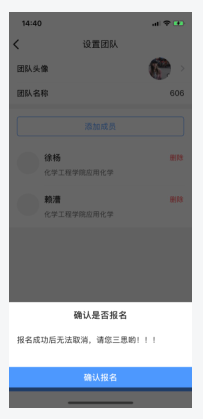 14:40
设置团队
团队头像
团队名称 606
添加成员
徐杨 删除
化学工程学院应用化学
赖漕 删除
化学工程学院应用化学
确认是否报名
报名成功后无法取消，请您三思哟！！！
确认报名